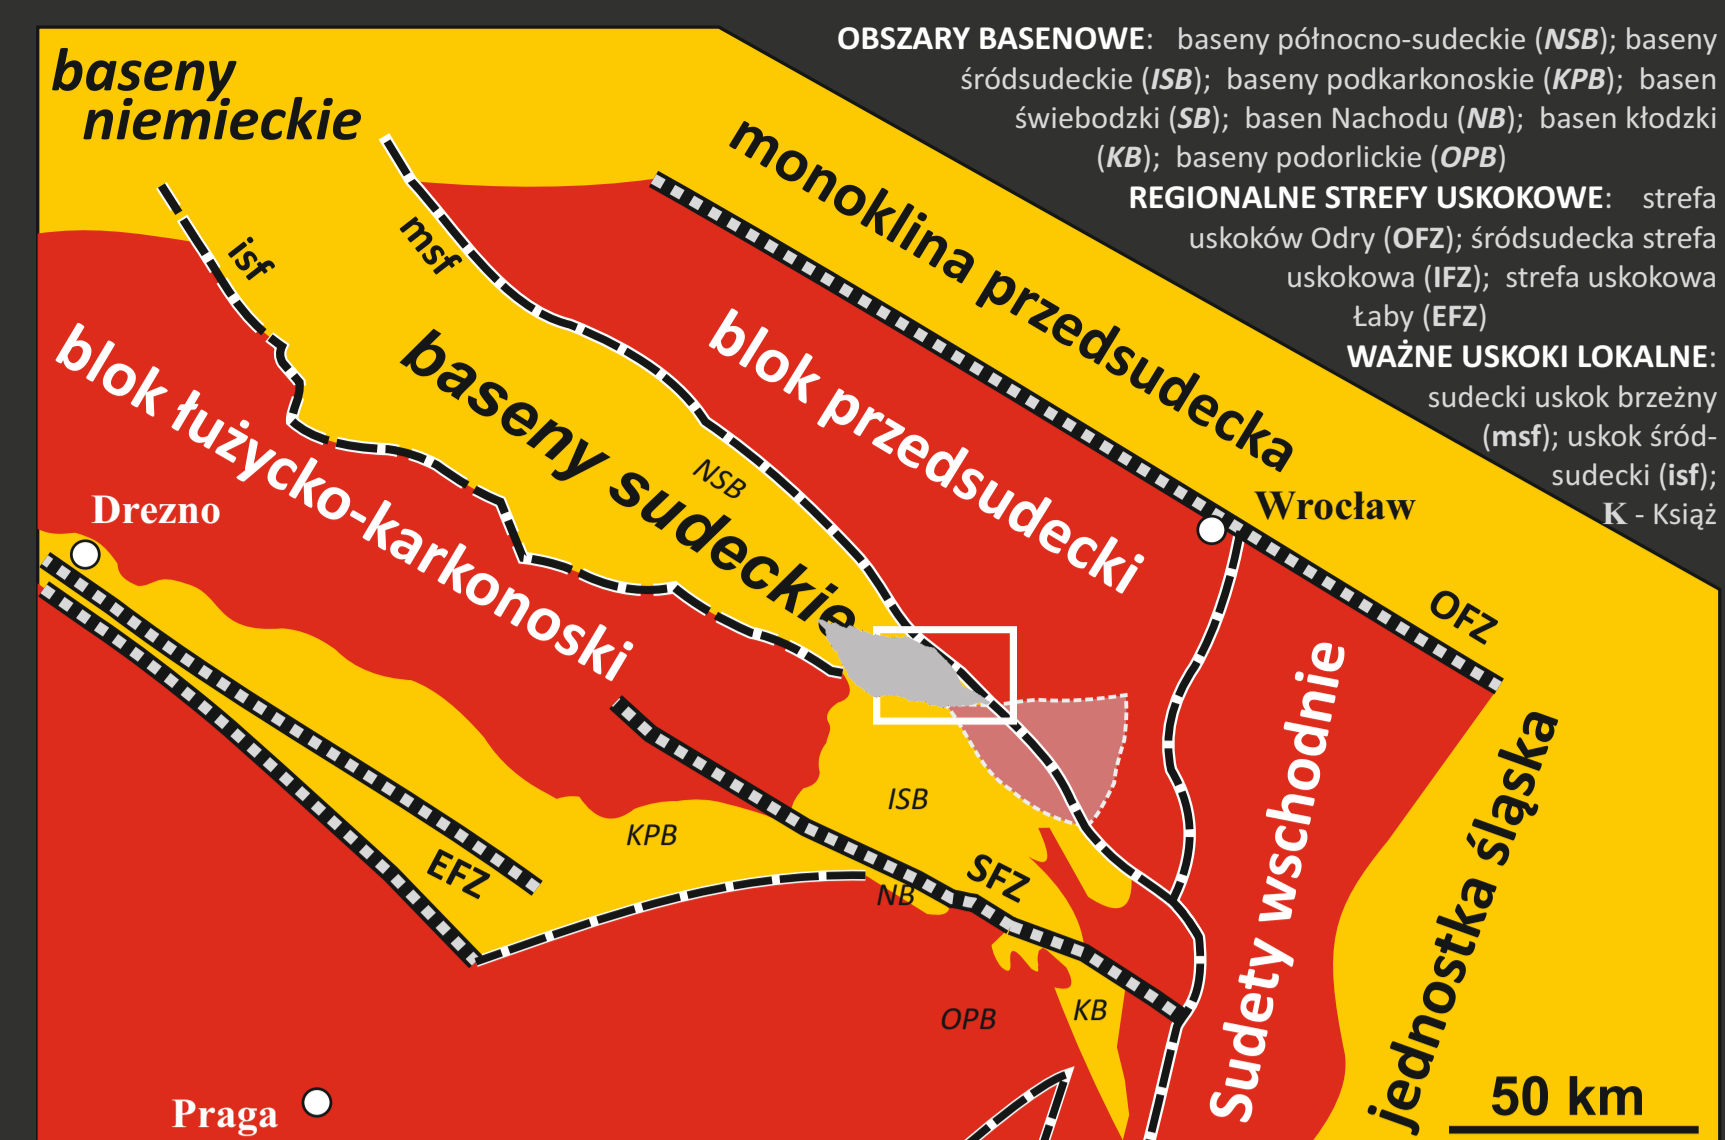 OBSZARY BASENOWE: baseny północno-sudeckie (NSB); baseny
śródsudeckie (ISB); baseny podkarkonoskie (KPB); basen
świebodzki (SB); basen Nachodu (NB); basen kłodzki
(KB); baseny podorlickie (OPB)
REGIONALNE STREFY USKOKOWE: strefa
uskoków Odry (OFZ); śródsudecka strefa
uskokowa (IFZ); strefa uskokowa
Łaby (EFZ)
WAŻNE USKOKI LOKALNE:
sudecki uskok brzeżny
(msf); uskok śród-
sudecki (isf);
K - Książ
baseny
niemieckie
monoklina przedsudecka
isf
msf
blok przedsudecki
baseny sudeckie
blok łużycko-karkonoski
NSB
Drezno
Wrocław
OFZ
Sudety wschodnie
jednostka śląska
ISB
KPB
EFZ
SFZ
NB
OPB
KB
Praga
50 km